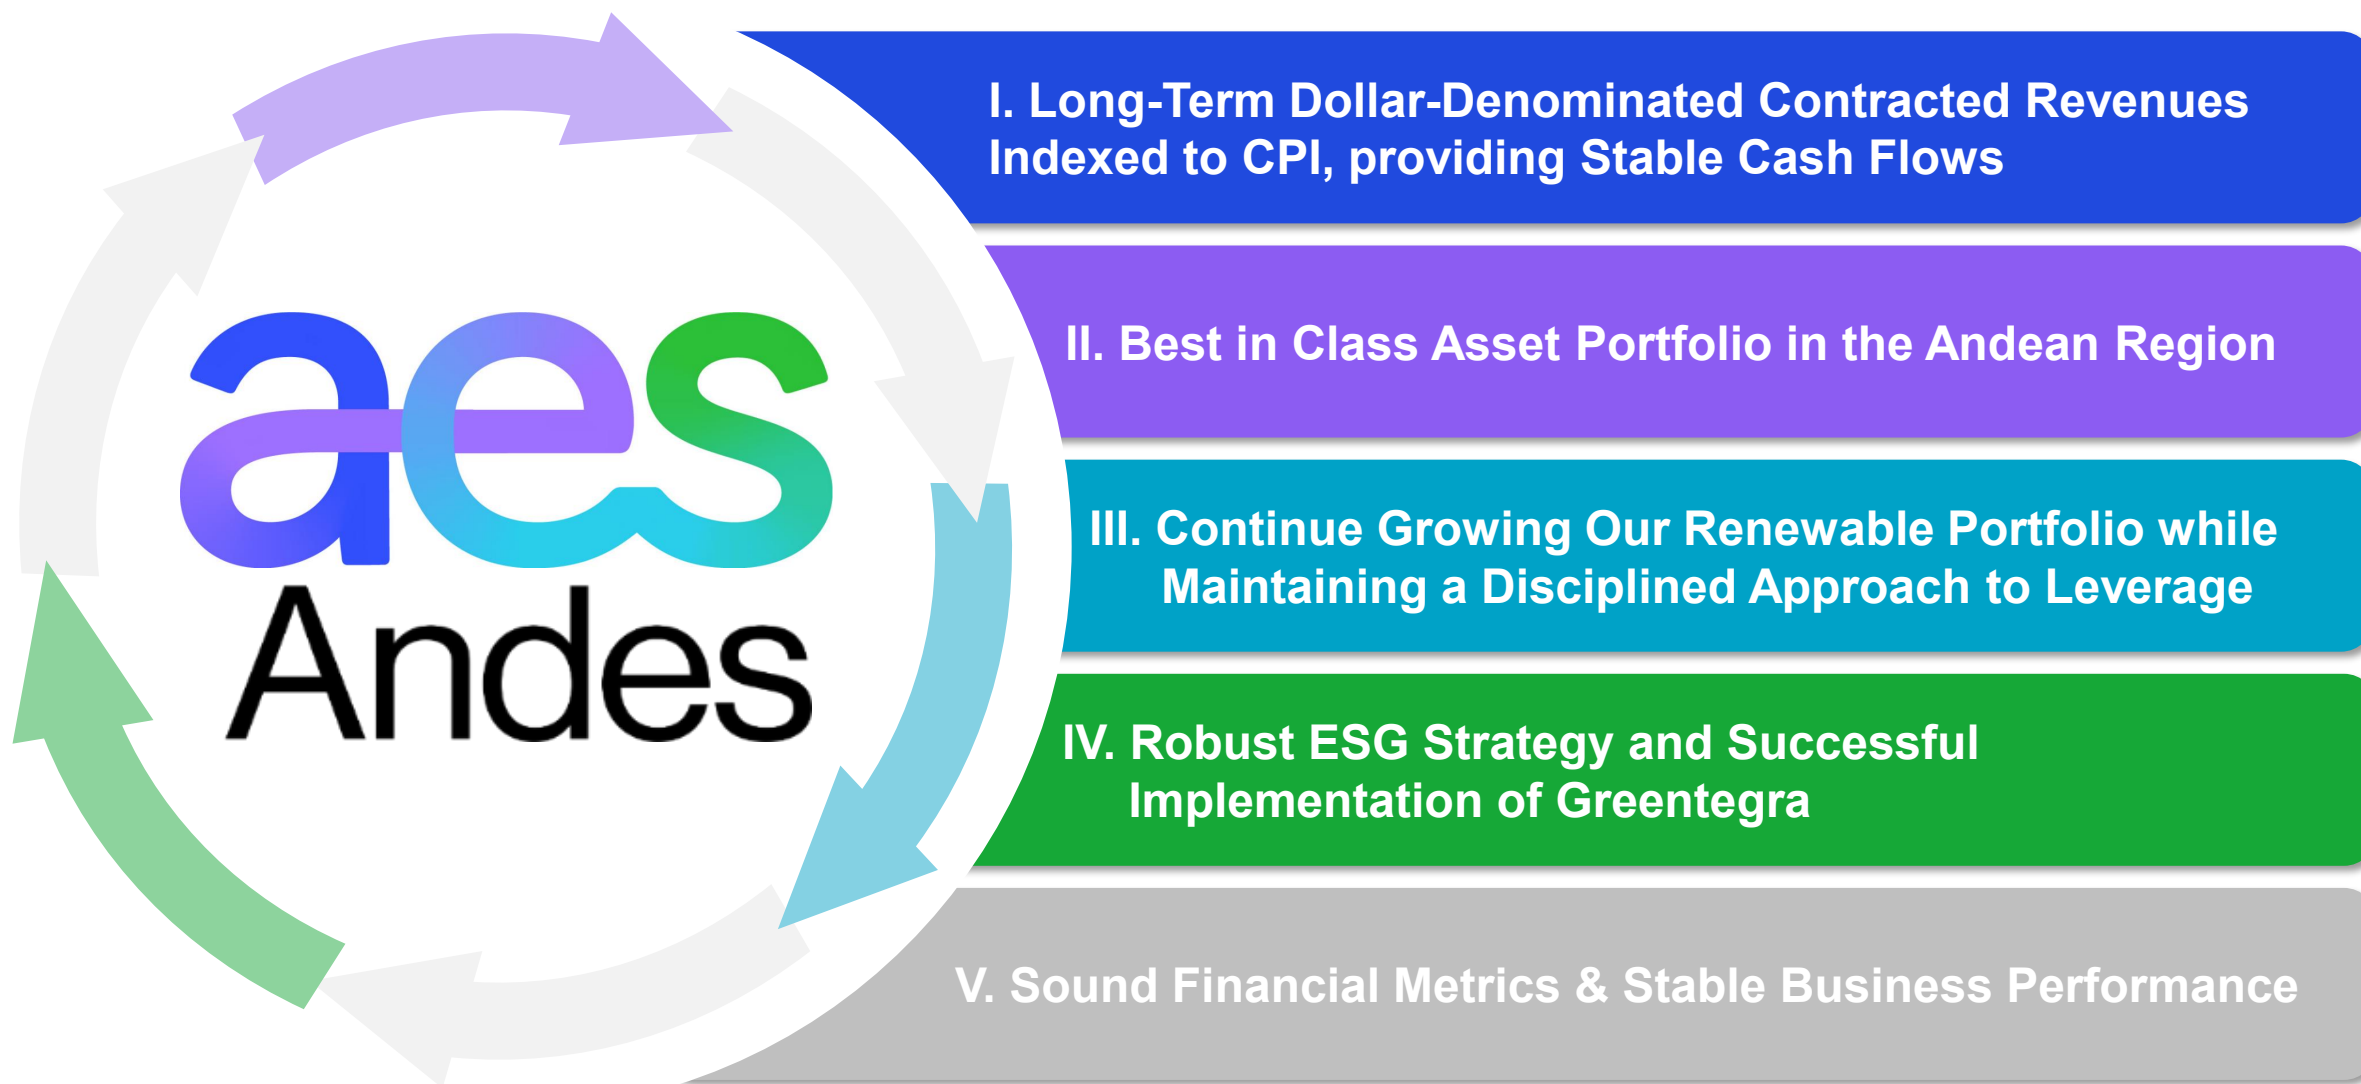 aes
Andes
I. Long-Term Dollar-Denominated Contracted Revenues
Indexed to CPI, providing Stable Cash Flows
II. Best in Class Asset Portfolio in the Andean Region
III. Continue Growing Our Renewable Portfolio while
Maintaining a Disciplined Approach to Leverage
IV. Robust ESG Strategy and Successful
Implementation of Greentegra
V. Sound Financial Metrics & Stable Business Performance